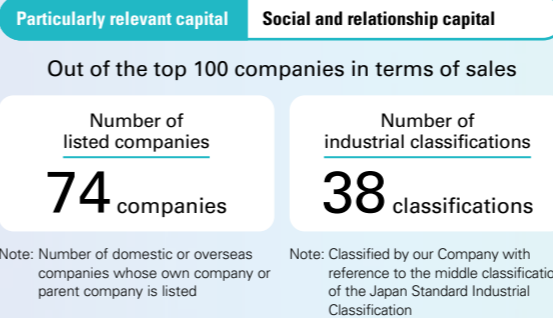 Particularly relevant capital Social and relationship capital
Out of the top 100 companies in terms of sales
Number of
listed companies
74 companies
Note: Number of domestic or overseas
companies whose own company or
parent company is listed
Number of
industrial classifications
38 classifications
Note: Classified by our Company with
reference to the middle classificatio
of the Japan Standard Industrial
Classification